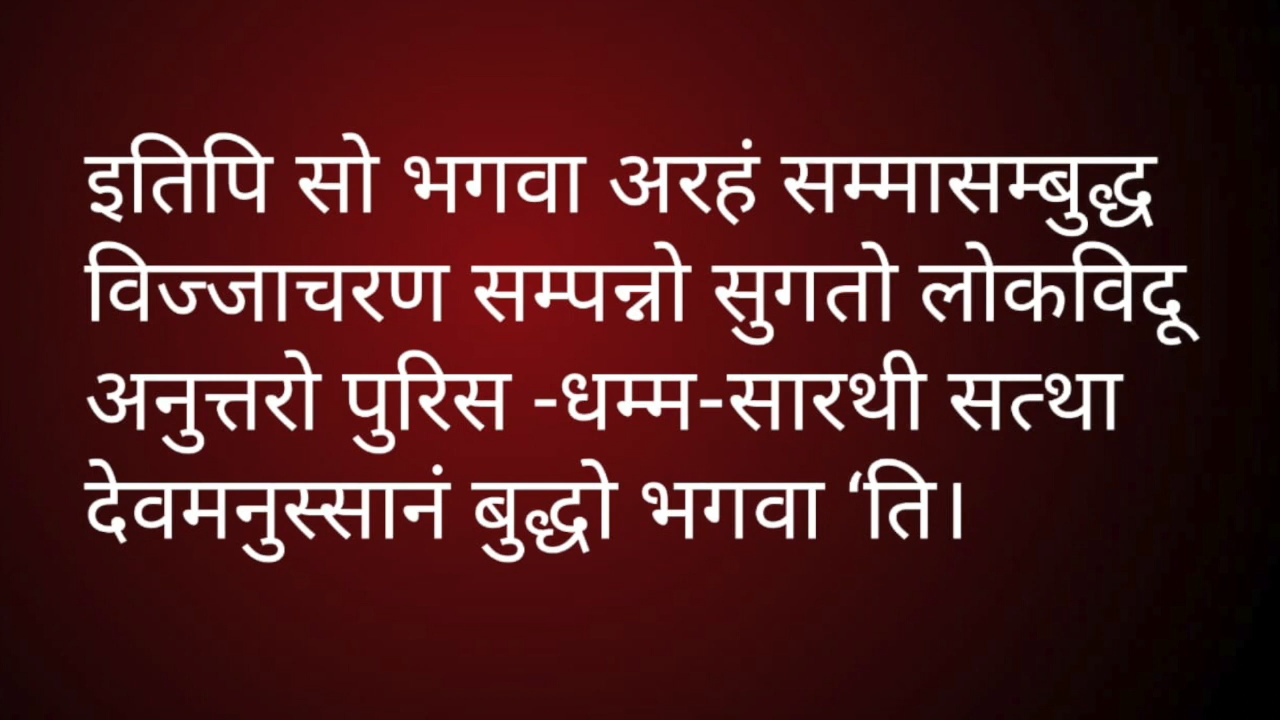 इतिपि सो भगवा अरहं सम्मासम्बुद्ध
विज्जाचरण सम्पन्नो सुगतो लोकविदू
अनुत्तरो पुरिस -धम्म-सारथी सत्था
देवमनुस्सानं बुद्धो भगवा ‘ति।